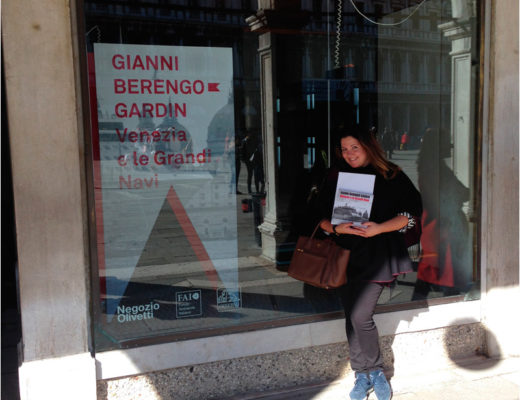 GIANNI
BERENGO
GARDIN
Venezia
e le Grandi
Navi
Negozio
Olivetti
FAI